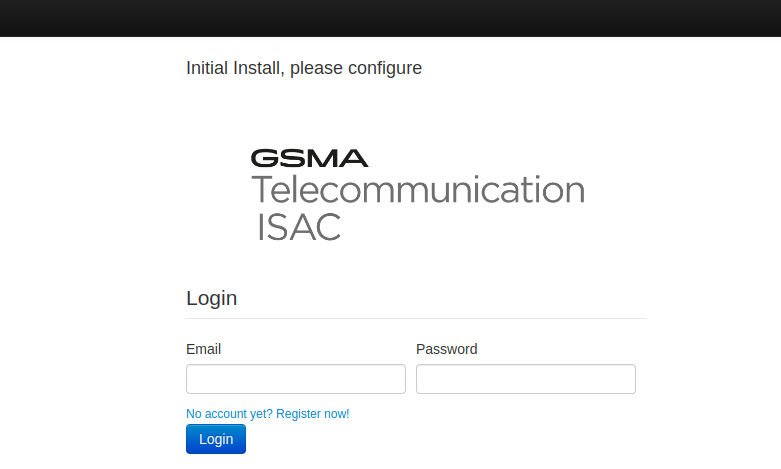 Initial Install, please configure
GSMA
Telecommunication
ISAC
Login
Email Password
No account yet? Register now!
Login